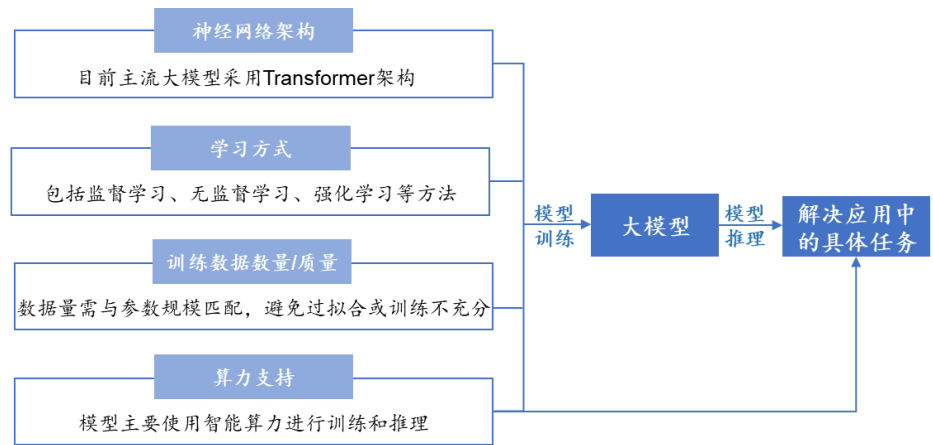 神经网络架构
目前主流大模型采用Transformer架构
学习方式
包括监督学习、无监督学习、强化学习等方法
训练数据数量/质量
数据量需与参数规模匹配，避免过拟合或训练不充分
算力支持
模型主要使用智能算力进行训练和推理
模型
训练
大模型
模型
推理
解决应用中
的具体任务